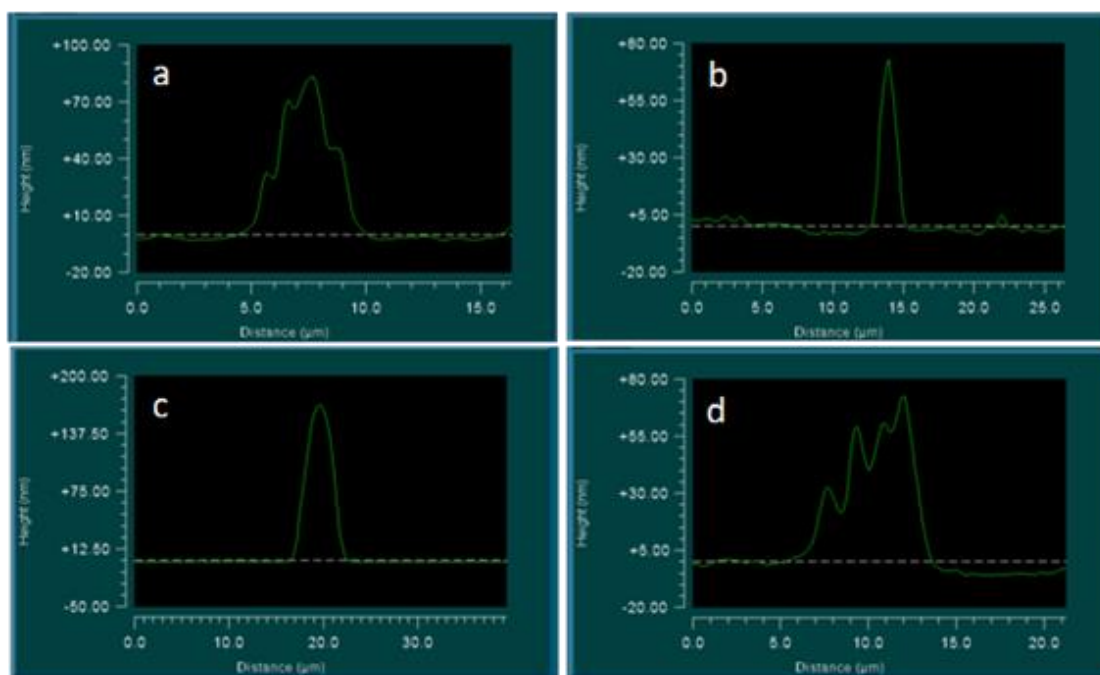 +100.00
a
+70.00
+40.00
+10.00
-20.00
Height (nm)
0.0 5.0 10.0 15.0
Distance (µm)
+80.00
b
+55.00
+30.00
+5.00
-20.00
Height (nm)
0.0 5.0 10.0 15.0 20.0 25.0
Distance (µm)
+200.00
c
+137.50
+75.00
+12.50
-50.00
Height (nm)
0.0 10.0 20.0 30.0
Distance (µm)
+80.00
d
+55.00
+30.00
+5.00
-20.00
Height (nm)
0.0 5.0 10.0 15.0 20.0
Distance (µm)